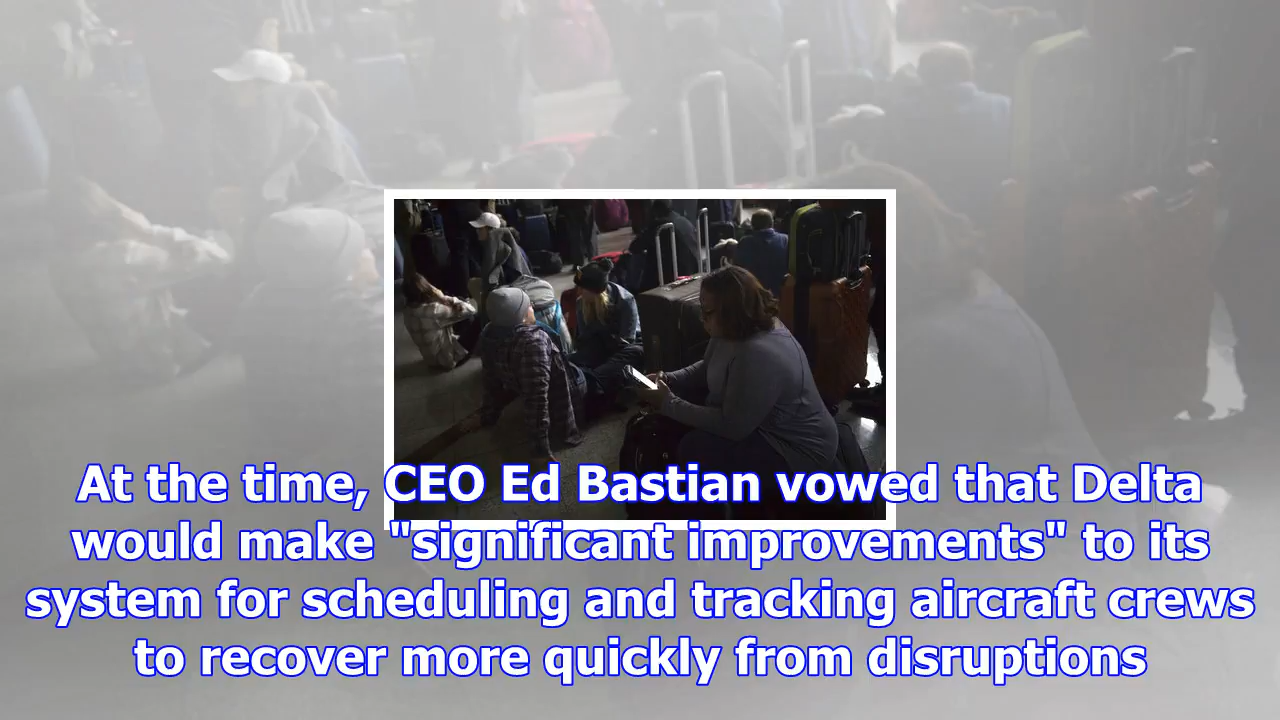 At the time, CEO Ed Bastian vowed that Delta
would make "significant improvements" to its
system for scheduling and tracking aircraft crews
to recover more quickly from disruptions